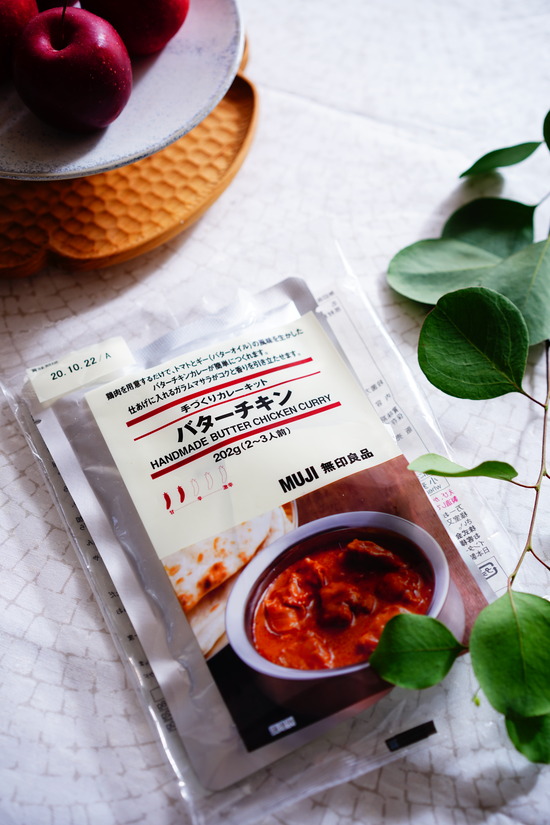 20.10.22/A
鶏肉を用意するだけで、トマトとギー(バターオイル)の風味を生かした
バターチキンカレーが簡単につくれます。
仕あげに入れるガラムマサラがコクと香りを引き立たせます。
手づくりカレーキット
バターチキン
HANDMADE BUTTER CHICKEN CURRY
202g(2~3人前)
MUJI 無印良品